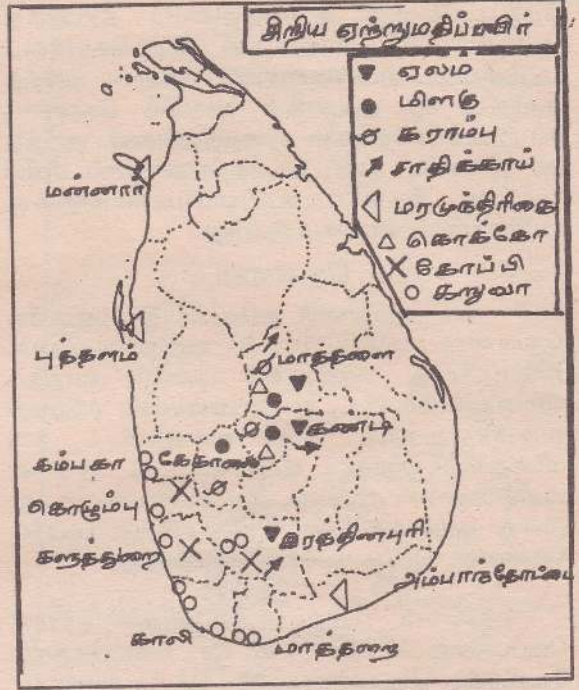 சிறிய ஏற்றுமதிப்பயிர்
ஏலம்
மிளகு
கராம்பு
சாதிக்காய்
மரமுந்திரிகை
கொக்கோ
கோப்பி
கறுவா
மன்னார்
புத்தளம்
மாத்தளை
கண்டி
கம்பகா
கேகாலை
கொழும்பு
களுத்துறை
இரத்தினபுரி
அம்பாந்தோட்டை
காலி
மாத்தறை